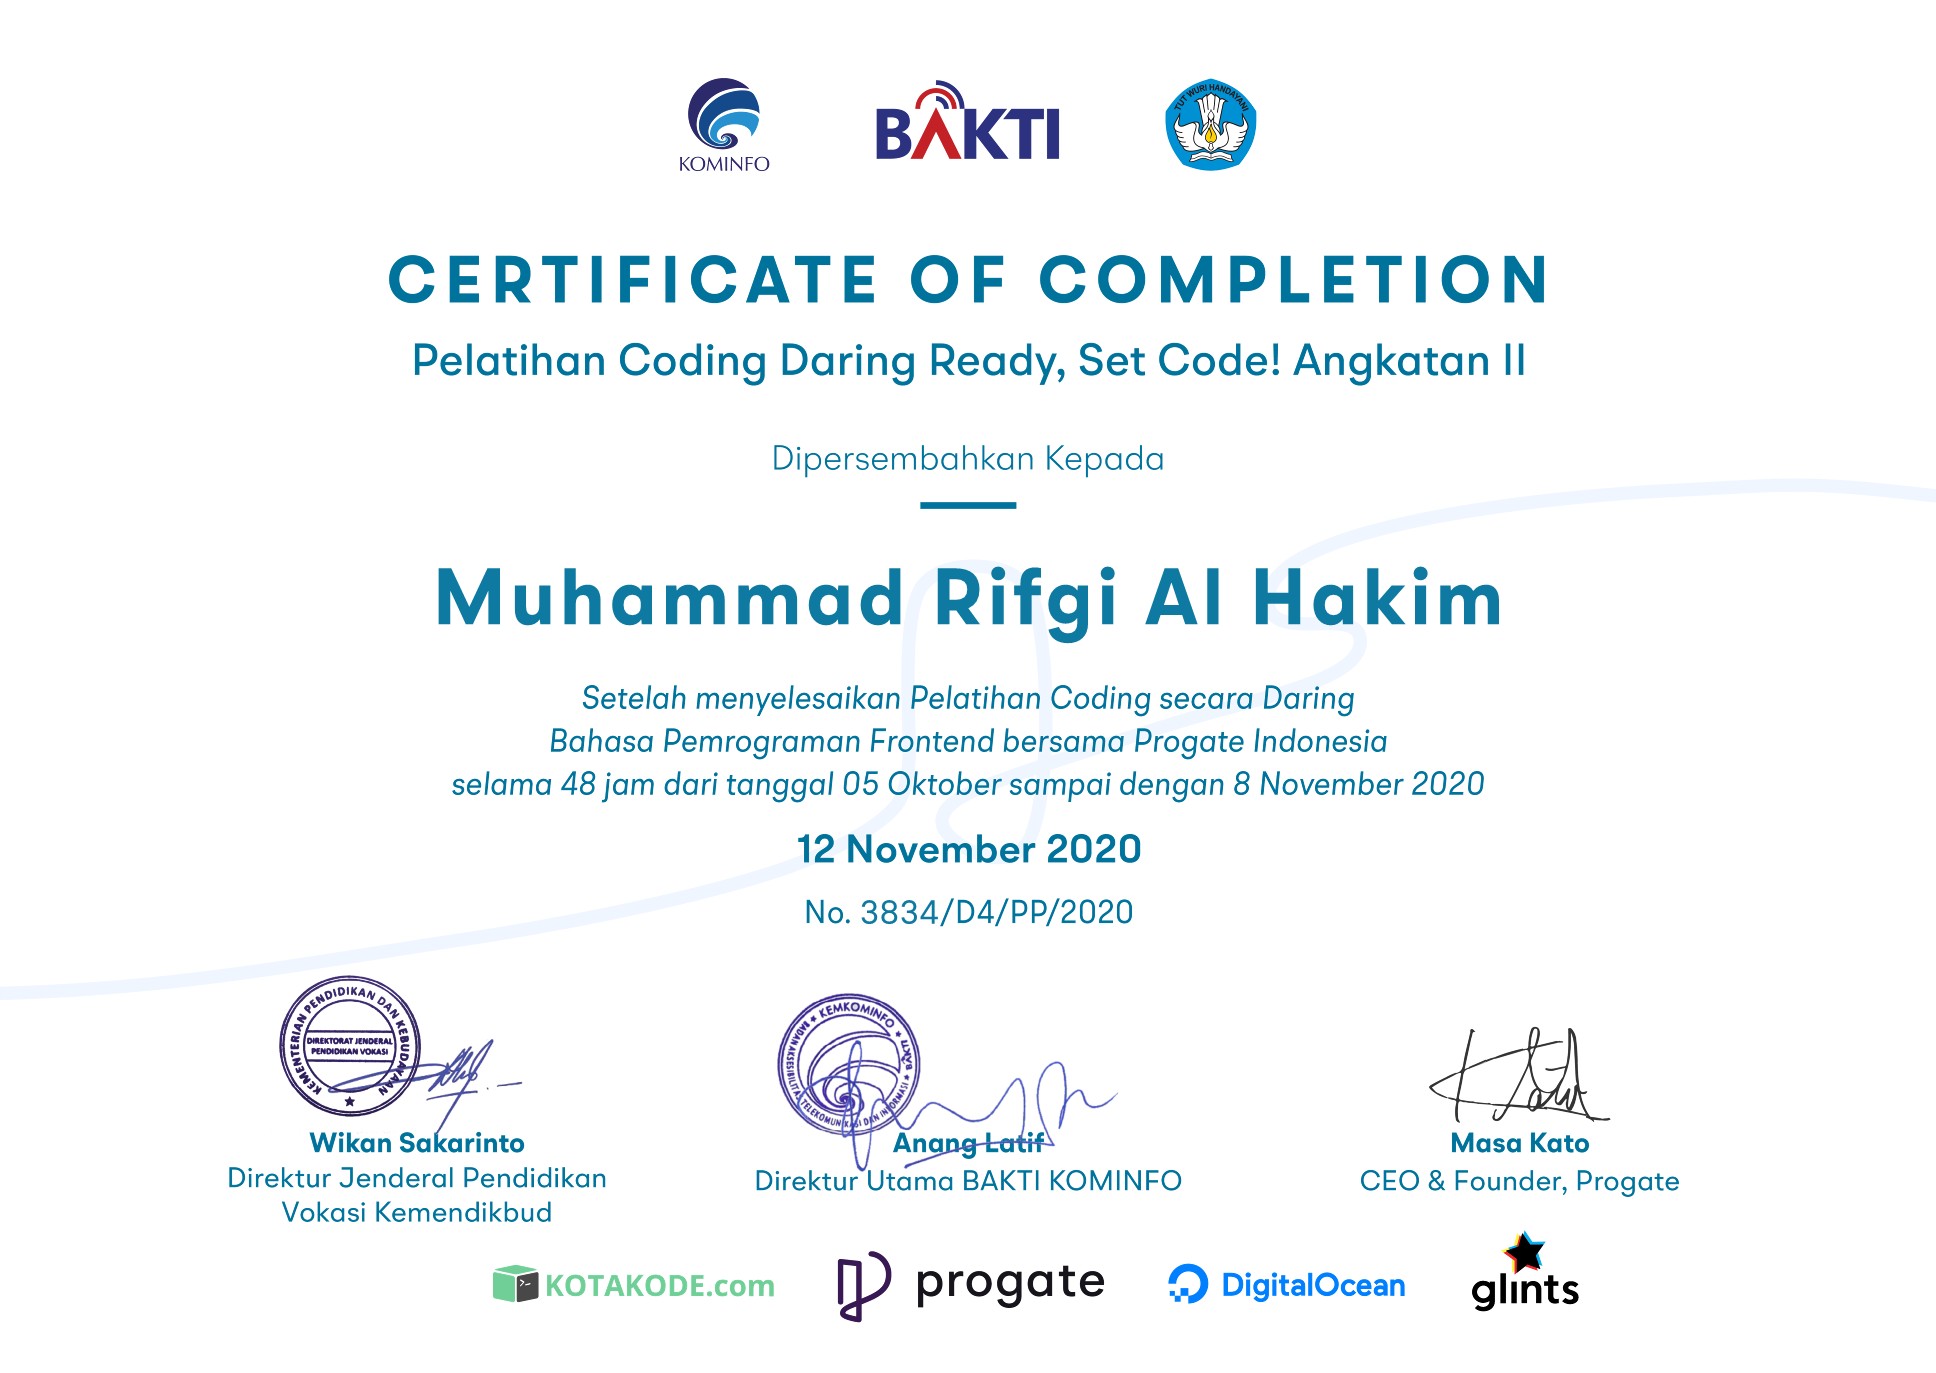 KOMINFO
BAKTI
TUT WURI HANDAYANI
CERTIFICATE OF COMPLETION
Pelatihan Coding Daring Ready, Set Code! Angkatan II
Dipersembahkan Kepada
Muhammad Rifgi Al Hakim
Setelah menyelesaikan Pelatihan Coding secara Daring
Bahasa Pemrograman Frontend bersama Progate Indonesia
selama 48 jam dari tanggal 05 Oktober sampai dengan 8 November 2020
12 November 2020
No. 3834/D4/PP/2020
KEMENTERIAN PENDIDIKAN DAN KEBUDAYAAN
DIREKTORAT JENDERAL
PENDIDIKAN VOKASI
KEMKOMINFO
BADAN AKSESIBILITAS TELEKOMUNIKASI DAN INFORMASI
BAKTI
Wikan Sakarinto
Direktur Jenderal Pendidikan
Vokasi Kemendikbud
Anang Latif
Direktur Utama BAKTI KOMINFO
Masa Kato
CEO & Founder, Progate
KOTAKODE.com
progate
DigitalOcean
glints